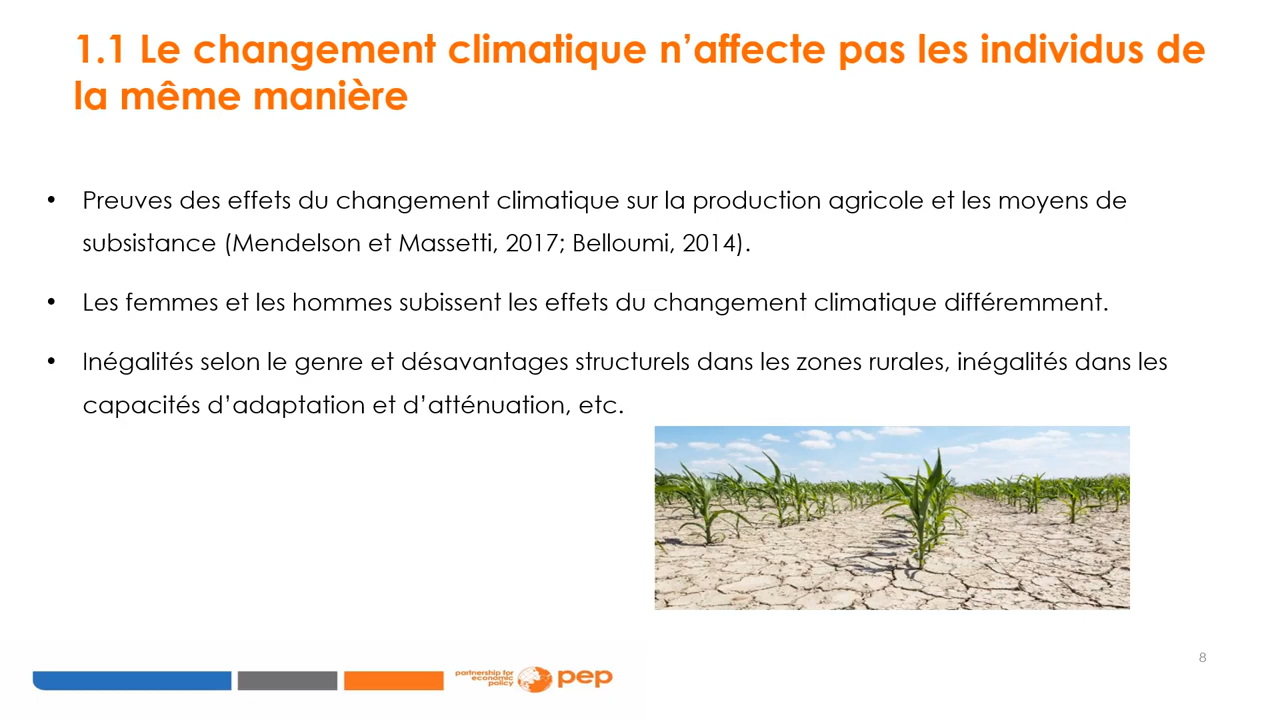 1.1 Le changement climatique n’affecte pas les individus de
la même manière
• Preuves des effets du changement climatique sur la production agricole et les moyens de
subsistance (Mendelson et Massetti, 2017; Belloumi, 2014).
• Les femmes et les hommes subissent les effets du changement climatique différemment.
• Inégalités selon le genre et désavantages structurels dans les zones rurales, inégalités dans les
capacités d’adaptation et d’atténuation, etc.
8
partnership for
economic
policy
pep